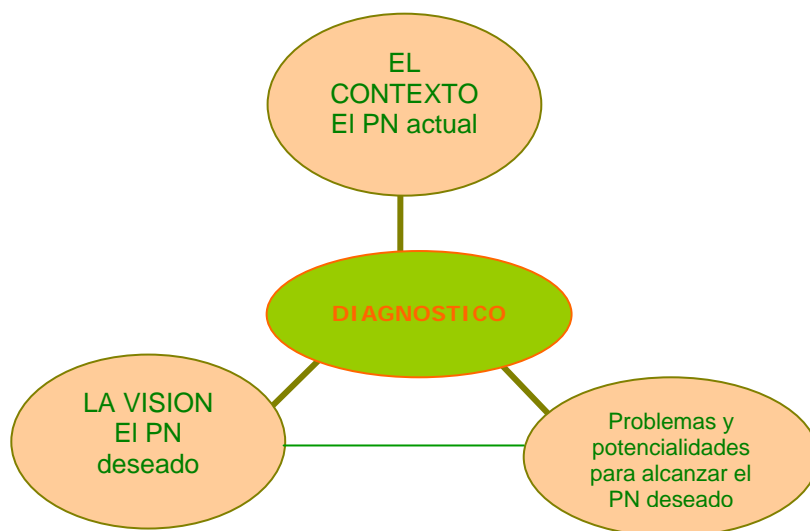 EL
CONTEXTO
El PN actual
DIAGNOSTICO
LA VISION
El PN
deseado
Problemas y
potencialidades
para alcanzar el
PN deseado